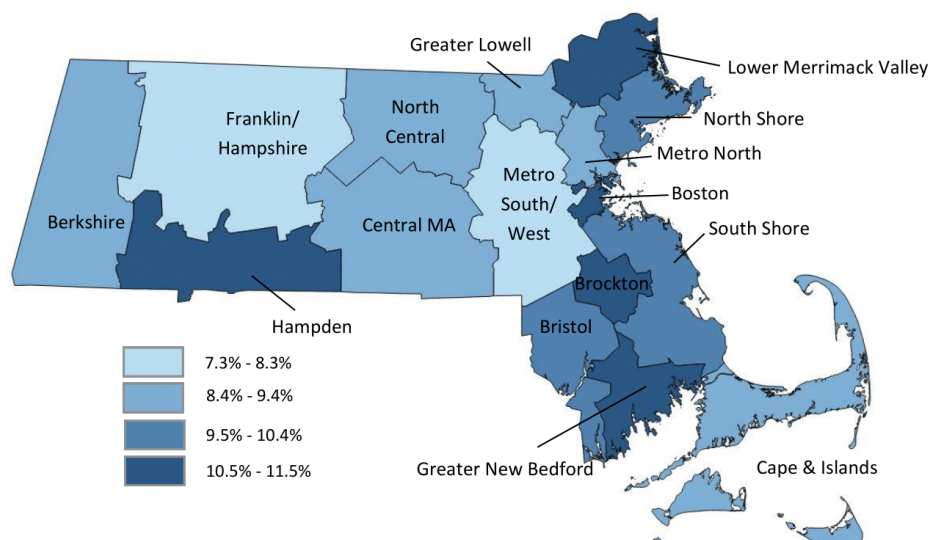 Greater Lowell
Lower Merrimack Valley
Franklin/
Hampshire
North
Central
North Shore
Metro North
Metro
South/
West
Boston
Berkshire
Central MA
South Shore
Brockton
Hampden
Bristol
7.3% - 8.3%
8.4% - 9.4%
9.5% - 10.4%
10.5% - 11.5%
Greater New Bedford
Cape & Islands